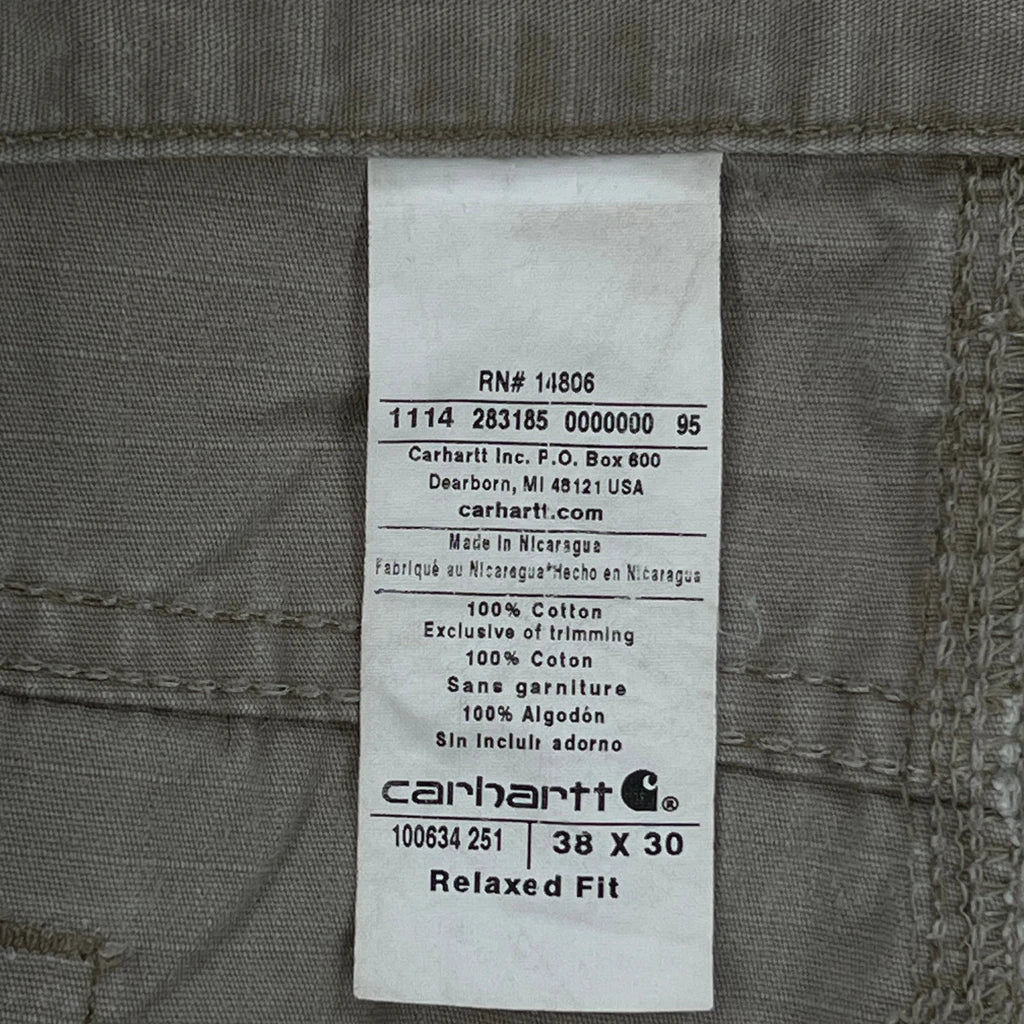 RN# 14806
1114 283185 0000000 95
Carhartt Inc. P.O. Box 600
Dearborn, MI 48121 USA
carhartt.com
Made In Nicaragua
Fabriqué au Nicaragua*Hecho en Nicaragua
100% Cotton
Exclusive of trimming
100% Coton
Sans garniture
100% Algodón
Sin Incluir adorno
carhartt ®
100634 251 38 X 30
Relaxed Fit